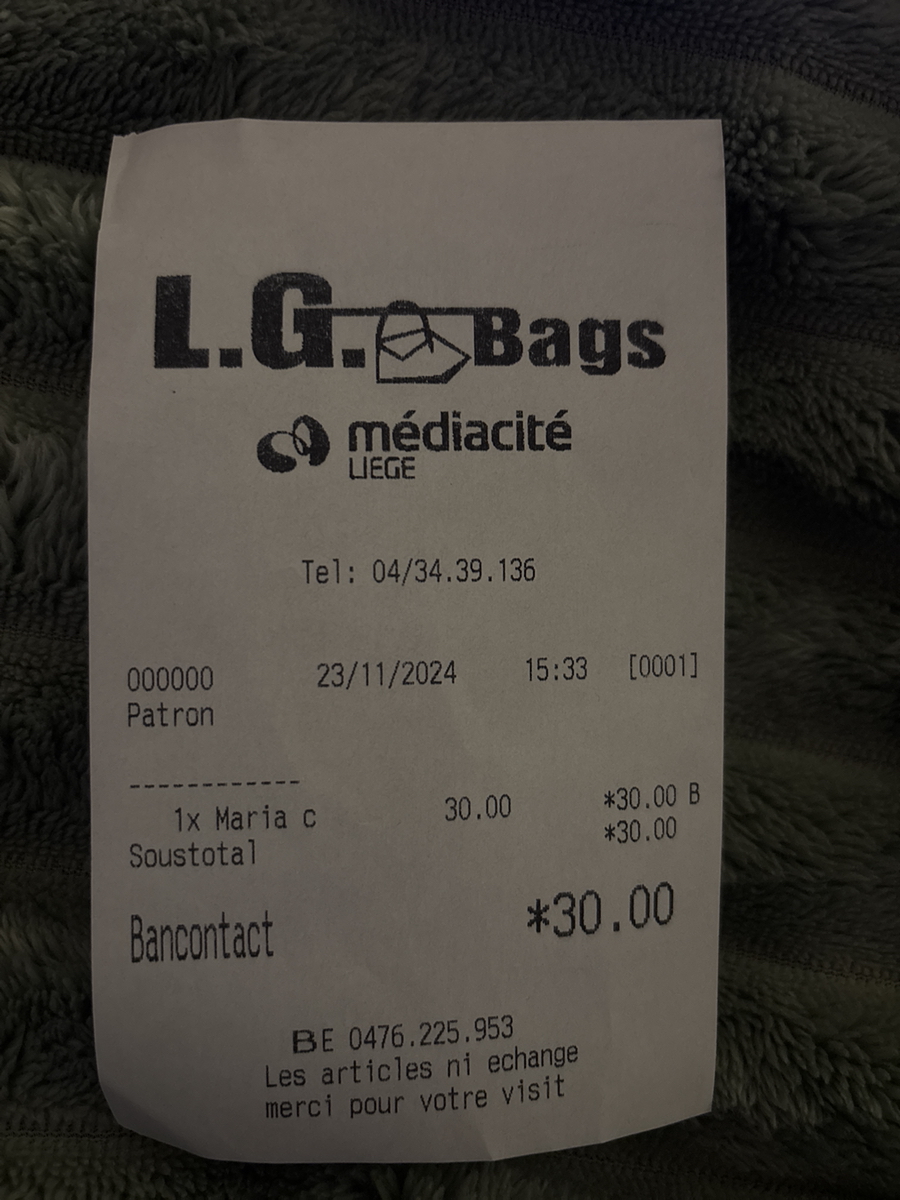 L.G. Bags
médiacité
LIEGE
Tel: 04/34.39.136
000000 23/11/2024 15:33 [0001]
Patron
------------
1x Maria c 30.00 *30.00 B
Soustotal *30.00
Bancontact *30.00
BE 0476.225.953
Les articles ni echange
merci pour votre visit